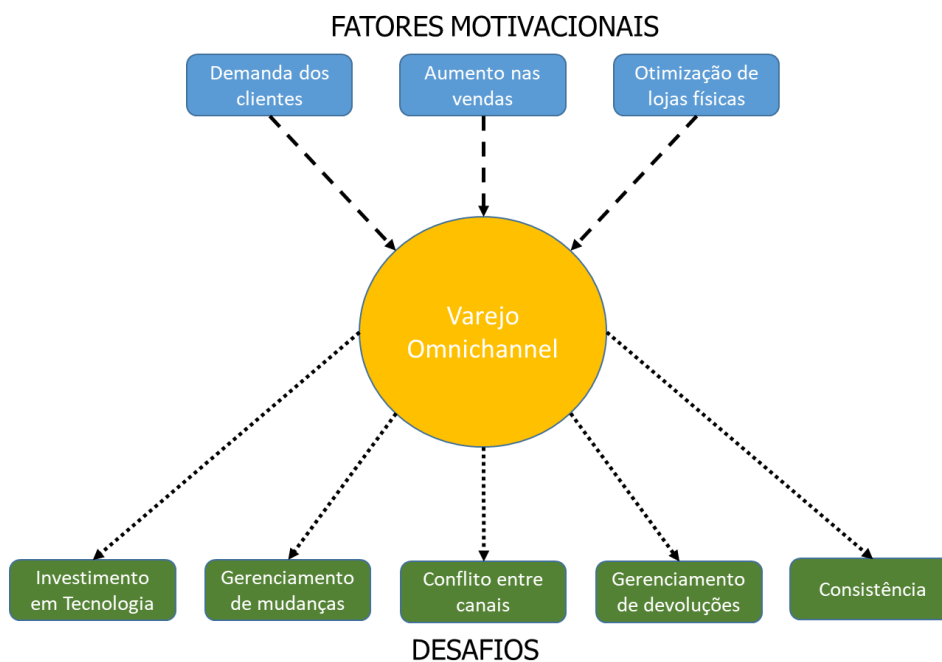 FATORES MOTIVACIONAIS
Demanda dos
clientes
Aumento nas
vendas
Otimização de
lojas físicas
Varejo
Omnichannel
Investimento
em Tecnologia
Gerenciamento
de mudanças
Conflito entre
canais
Gerenciamento
de devoluções
Consistência
DESAFIOS